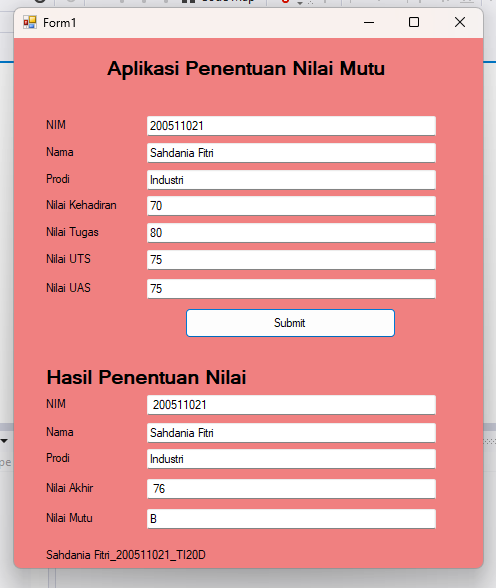 Form1
Aplikasi Penentuan Nilai Mutu
NIM 200511021
Nama Sahdania Fitri
Prodi Industri
Nilai Kehadiran 70
Nilai Tugas 80
Nilai UTS 75
Nilai UAS 75
Submit
Hasil Penentuan Nilai
NIM 200511021
Nama Sahdania Fitri
Prodi Industri
Nilai Akhir 76
Nilai Mutu B
Sahdania Fitri_200511021_TI20D